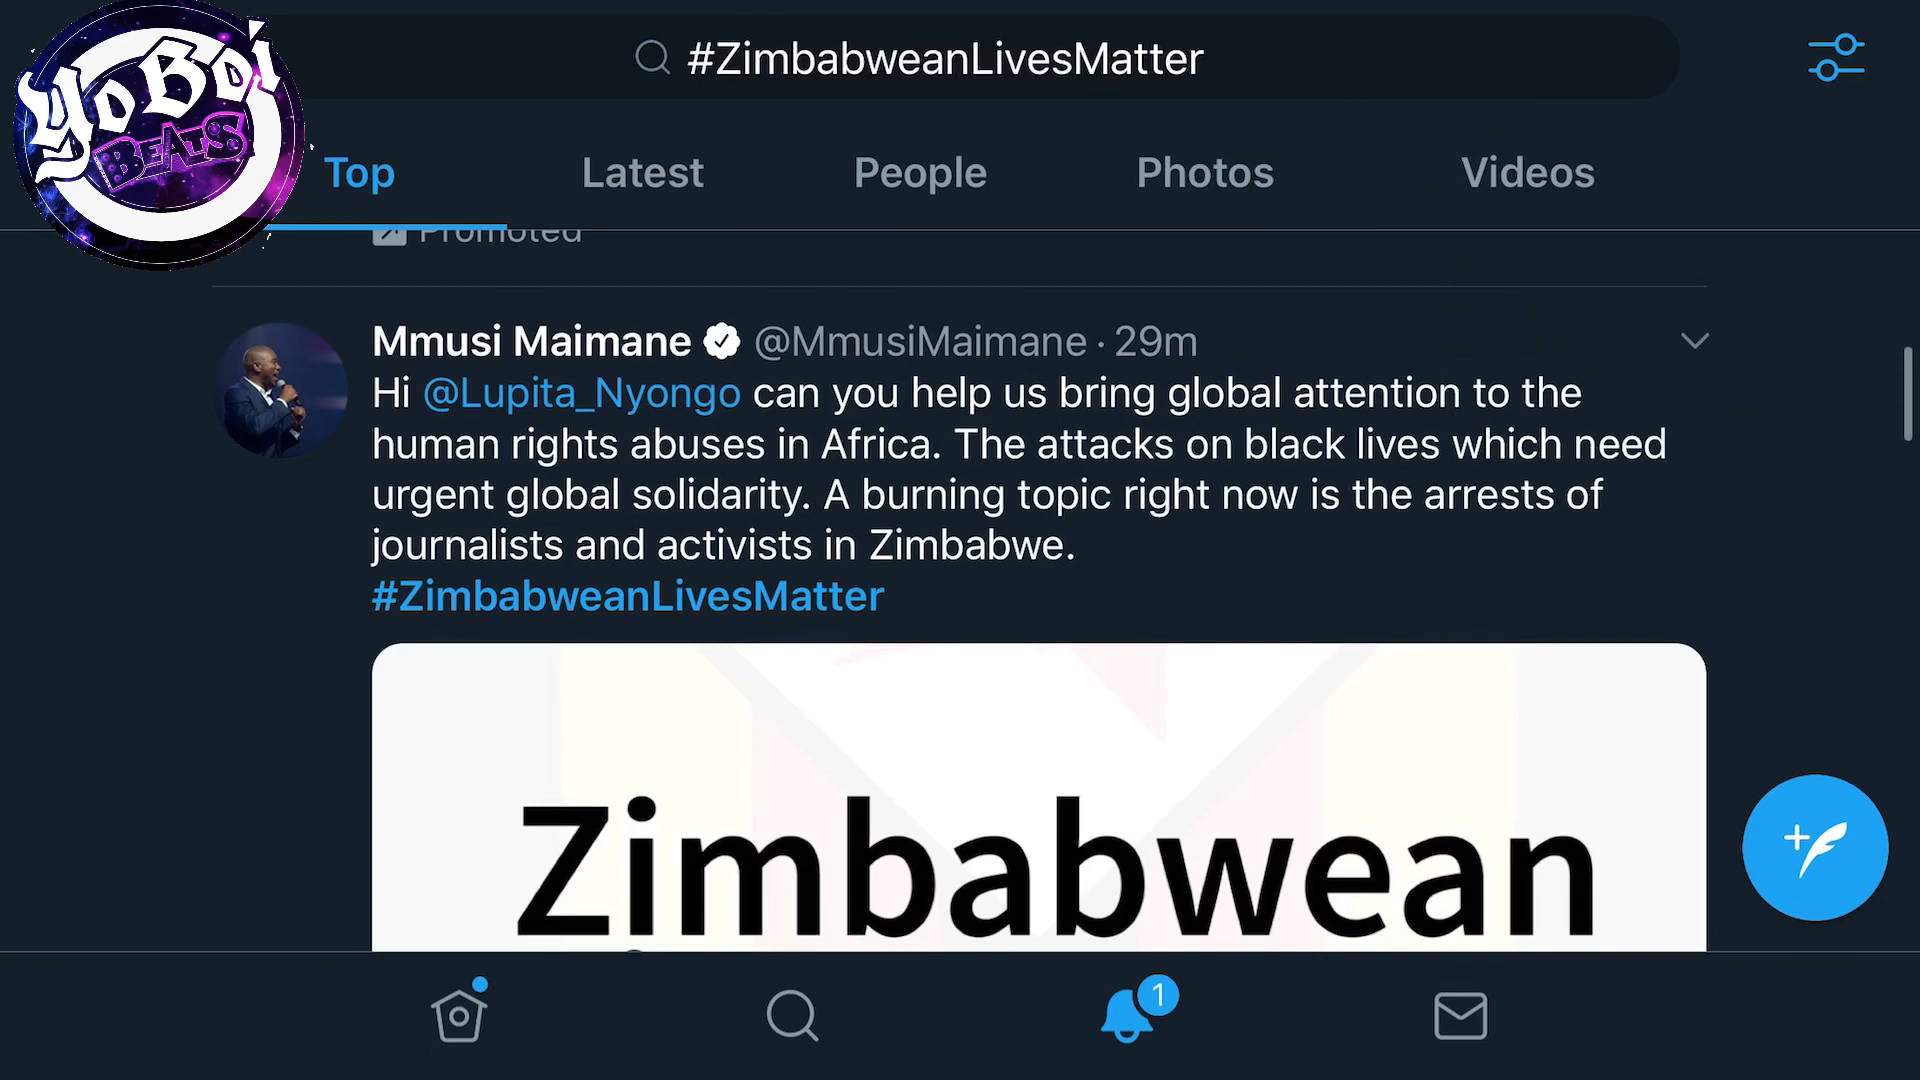 YoBoi
BEATS
#ZimbabweanLivesMatter
Top
Latest
People
Photos
Videos
Promoted
Mmusi Maimane @MmusiMaimane · 29m
Hi @Lupita_Nyongo can you help us bring global attention to the
human rights abuses in Africa. The attacks on black lives which need
urgent global solidarity. A burning topic right now is the arrests of
journalists and activists in Zimbabwe.
#ZimbabweanLivesMatter
Zimbabwean
1